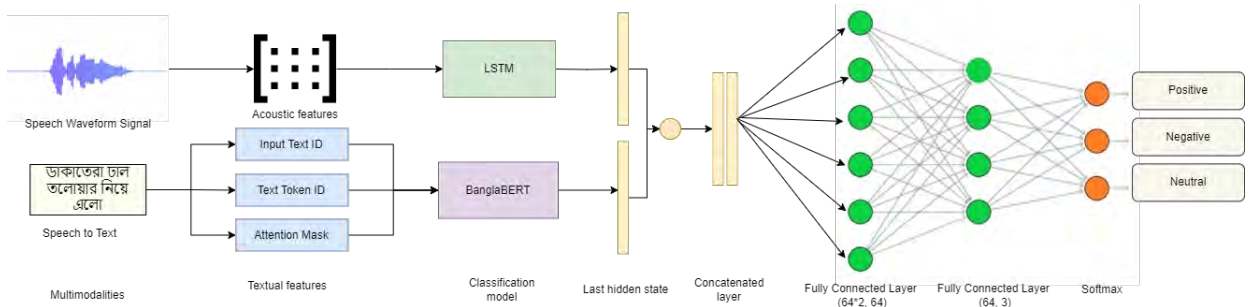 Speech Waveform Signal
Acoustic features
LSTM
ডাকাতেরা ঢাল
তলোয়ার নিয়ে
এলো
Speech to Text
Input Text ID
Text Token ID
Attention Mask
BanglaBERT
Positive
Negative
Neutral
Multimodalities
Textual features
Classification
model
Last hidden state
Concatenated
layer
Fully Connected Layer
(64*2, 64)
Fully Connected Layer
(64, 3)
Softmax